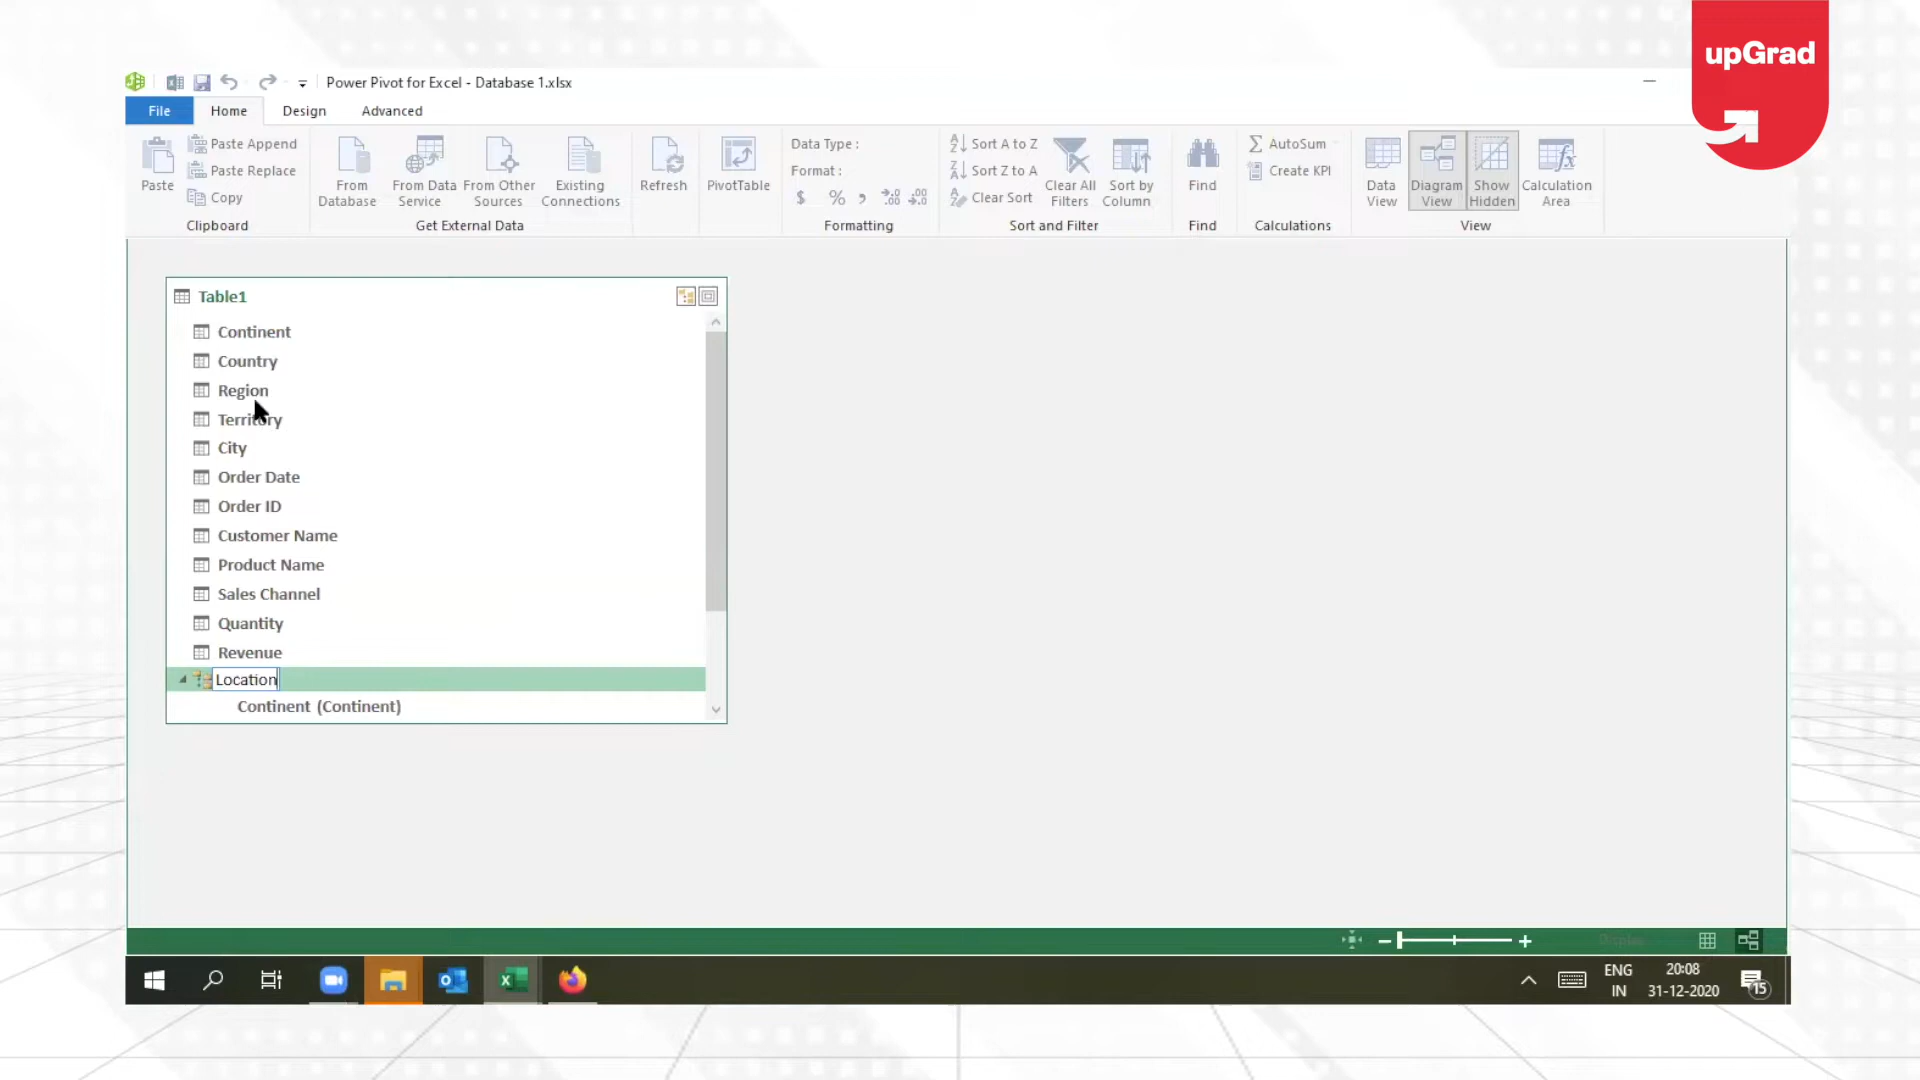 upGrad
Power Pivot for Excel - Database 1.xlsx
File Home Design Advanced
Paste
Paste Append
Paste Replace
Copy
Clipboard
From Database
From Data Service
From Other Sources
Existing Connections
Get External Data
Refresh
PivotTable
Data Type :
Format :
$ % , .00 .00
Formatting
Sort A to Z
Sort Z to A
Clear Sort
Clear All Filters
Sort by Column
Sort and Filter
Find
Find
AutoSum
Create KPI
Calculations
Data View
Diagram View
Show Hidden
Calculation Area
View
Table1
Continent
Country
Region
Territory
City
Order Date
Order ID
Customer Name
Product Name
Sales Channel
Quantity
Revenue
Location
Continent (Continent)
ENG
IN
20:08
31-12-2020
15